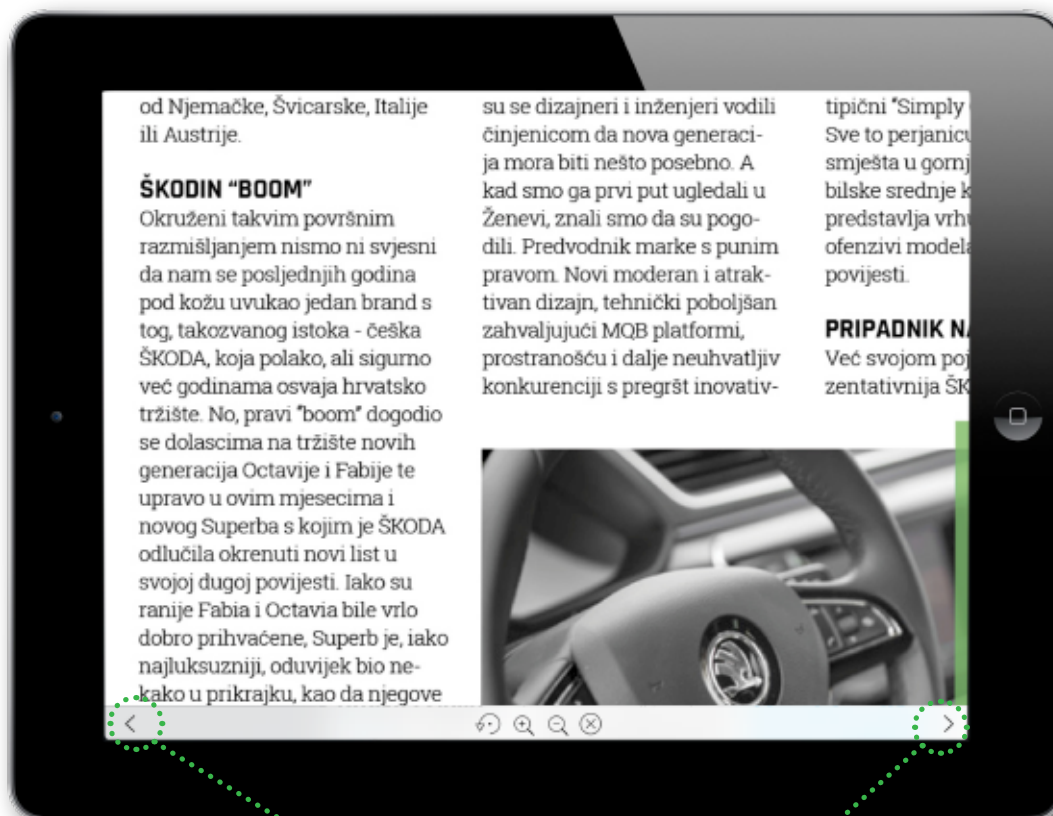 od Njemačke, Švicarske, Italije
ili Austrije.
ŠKODIN “BOOM”
Okruženi takvim površnim
razmišljanjem nismo ni svjesni
da nam se posljednjih godina
pod kožu uvukao jedan brand s
tog, takozvanog istoka - češka
ŠKODA, koja polako, ali sigurno
već godinama osvaja hrvatsko
tržište. No, pravi “boom” dogodio
se dolascima na tržište novih
generacija Octavije i Fabije te
upravo u ovim mjesecima i
novog Superba s kojim je ŠKODA
odlučila okrenuti novi list u
svojoj dugoj povijesti. Iako su
ranije Fabia i Octavia bile vrlo
dobro prihvaćene, Superb je, iako
najluksuzniji, oduvijek bio ne-
kako u prikrajku, kao da njegove
su se dizajneri i inženjeri vodili
činjenicom da nova generaci-
ja mora biti nešto posebno. A
kad smo ga prvi put ugledali u
Ženevi, znali smo da su pogo-
dili. Predvodnik marke s punim
pravom. Novi moderan i atrak-
tivan dizajn, tehnički poboljšan
zahvaljujući MQB platformi,
prostranošću i dalje neuhvatljiv
konkurenciji s pregršt inovativ-
tipični “Simply
Sve to perjanicu
smješta u gornj
bilske srednje k
predstavlja vrhu
ofenzivi modela
povijesti.
PRIPADNIK NA
Već svojom poj
zentativnija ŠK